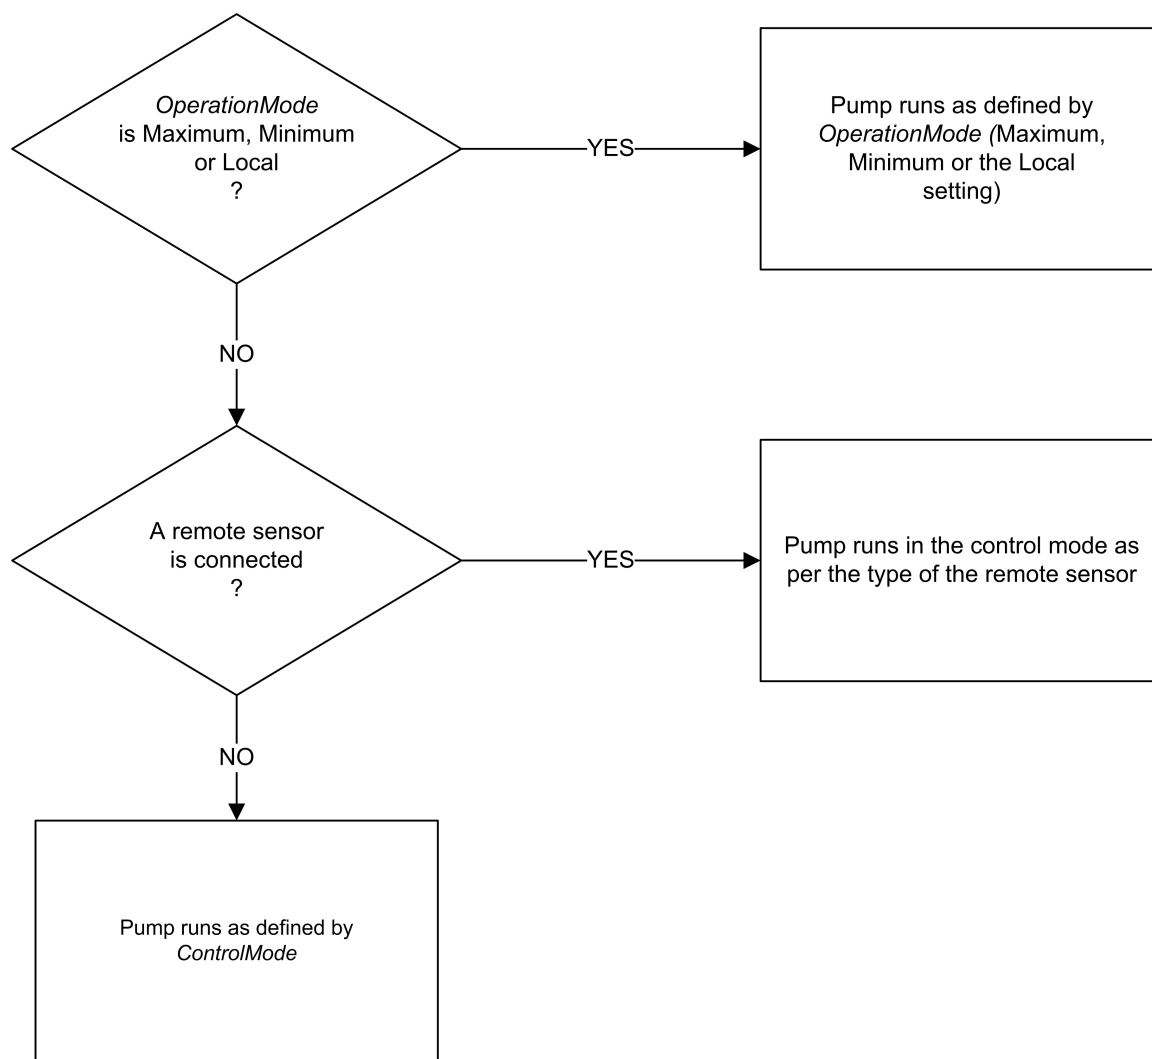 OperationMode
is Maximum, Minimum
or Local
?
YES
Pump runs as defined by
OperationMode (Maximum,
Minimum or the Local
setting)
NO
A remote sensor
is connected
?
YES
Pump runs in the control mode as
per the type of the remote sensor
NO
Pump runs as defined by
ControlMode